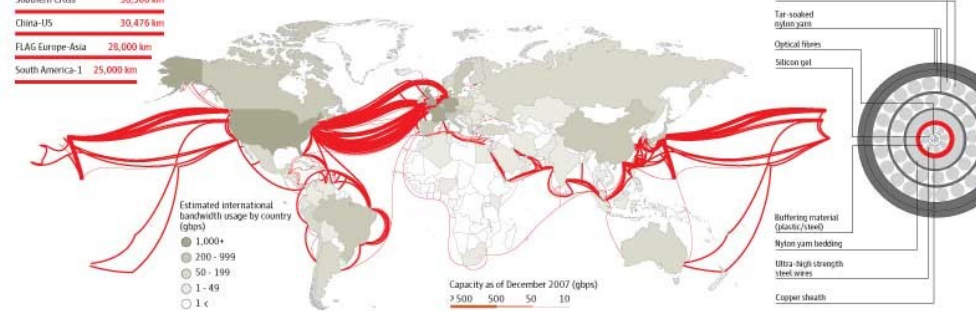 China-US 30,476 km
FLAG Europe-Asia 28,000 km
South America-1 25,000 km
Estimated international
bandwidth usage by country
(gbps)
1,000+
200 - 999
50 - 199
1 - 49
1 <
Capacity as of December 2007 (gbps)
>500 500 50 10
Tar-soaked
nylon yarn
Optical fibres
Silicon gel
Buffering material
(plastic/steel)
Nylon yarn bedding
Ultra-high strength
steel wires
Copper sheath